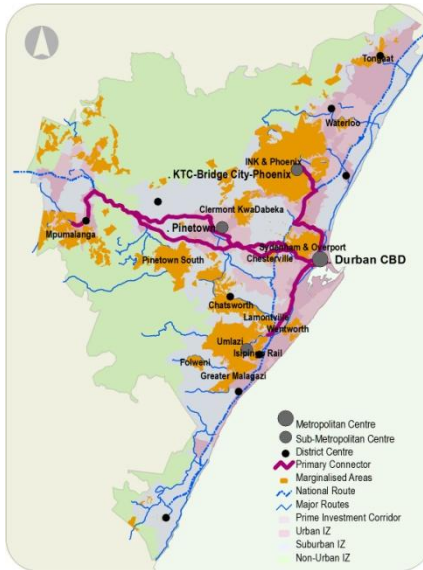 Tongaat
Waterloo
INK & Phoenix
. KTC-Bridge City-Phoenix
Clermont KwaDabeka
. Pinetown
Mpumalanga
Sydenham & Overport
Durban CBD
Pinetown South
Chesterville
Chatsworth
Lamontville
Wentworth
Umlazi
Isipingo Rail
Folweni
Greater Malagazi
Metropolitan Centre
Sub-Metropolitan Centre
District Centre
Primary Connector
Marginalised Areas
National Route
Major Routes
Prime Investment Corridor
Urban IZ
Suburban IZ
Non-Urban IZ